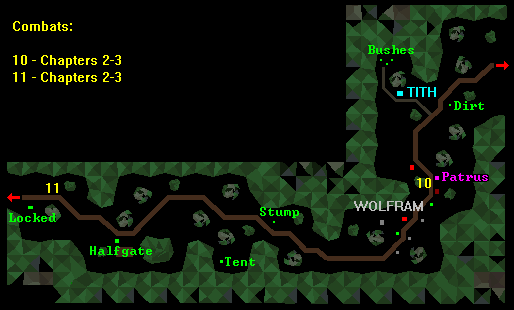 Combats:
10 - Chapters 2-3
11 - Chapters 2-3
Bushes
TITH
Dirt
Patrus
10
11
WOLFRAM
Locked
Stump
Halfgate
Tent